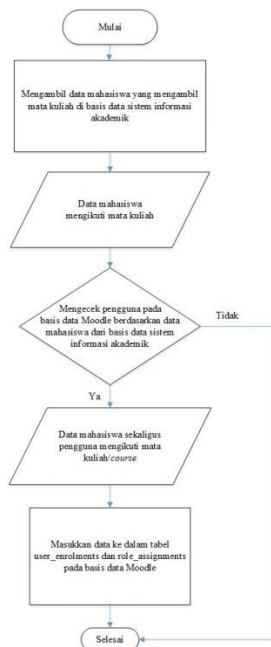 Mulai
Mengambil data mahasiswa yang mengambil
mata kuliah di basis data sistem informasi
akademik
Data mahasiswa
mengikuti mata kuliah
Mengecek pengguna pada
basis data Moodle berdasarkan data
mahasiswa dari basis data sistem
informasi akademik
Tidak
Ya
Data mahasiswa sekaligus
pengguna mengikuti mata
kuliah/course
Masukkan data ke dalam tabel
user_enrolments dan role_assignments
pada basis data Moodle
Selesai